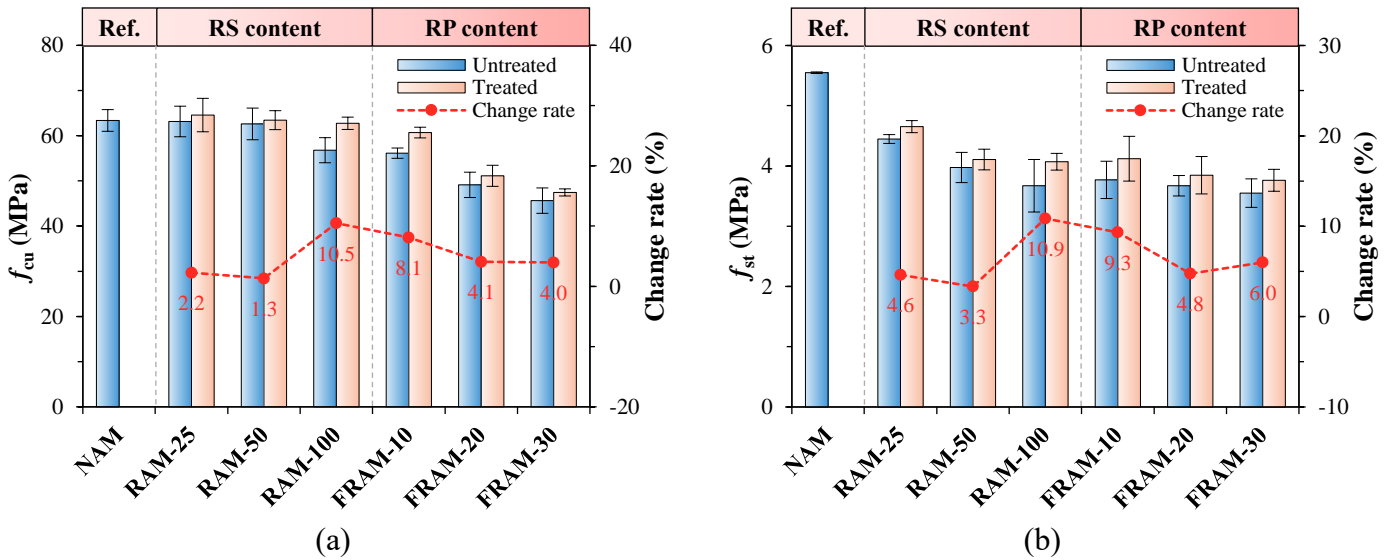 Ref. RS content RP content
80
60
40
20
0
f_cu (MPa)
40
20
0
-20
Change rate (%)
Untreated
Treated
Change rate
2.2 1.3 10.5 8.1 4.1 4.0
NAM RAM-25 RAM-50 RAM-100 FRAM-10 FRAM-20 FRAM-30
(a)
Ref. RS content RP content
6
4
2
0
f_st (MPa)
30
20
10
0
-10
Change rate (%)
Untreated
Treated
Change rate
4.6 3.3 10.9 9.3 4.8 6.0
NAM RAM-25 RAM-50 RAM-100 FRAM-10 FRAM-20 FRAM-30
(b)